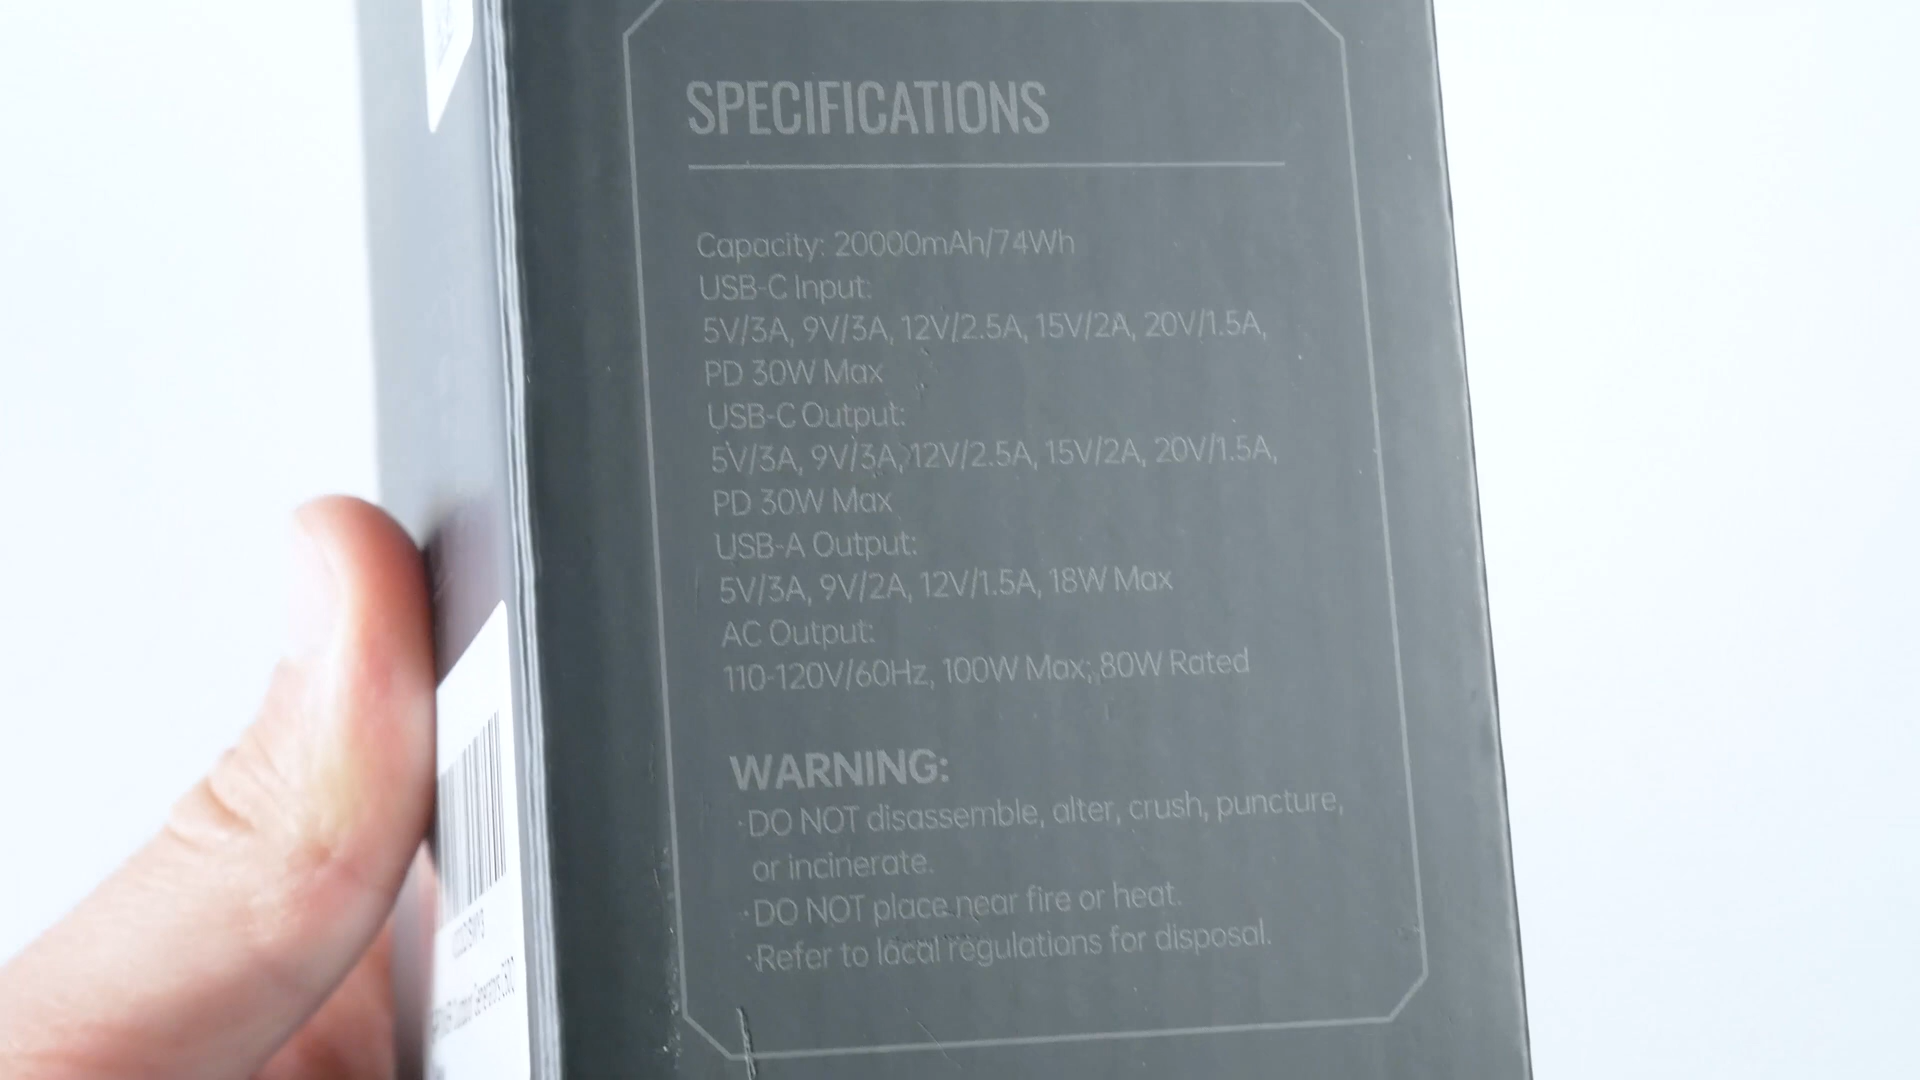 SPECIFICATIONS
Capacity: 20000mAh/74Wh
USB-C Input:
5V/3A, 9V/3A, 12V/2.5A, 15V/2A, 20V/1.5A,
PD 30W Max
USB-C Output:
5V/3A, 9V/3A, 12V/2.5A, 15V/2A, 20V/1.5A,
PD 30W Max
USB-A Output:
5V/3A, 9V/2A, 12V/1.5A, 18W Max
AC Output:
110-120V/60Hz, 100W Max; 80W Rated
WARNING:
·DO NOT disassemble, alter, crush, puncture,
or incinerate.
·DO NOT place near fire or heat.
·Refer to local regulations for disposal.